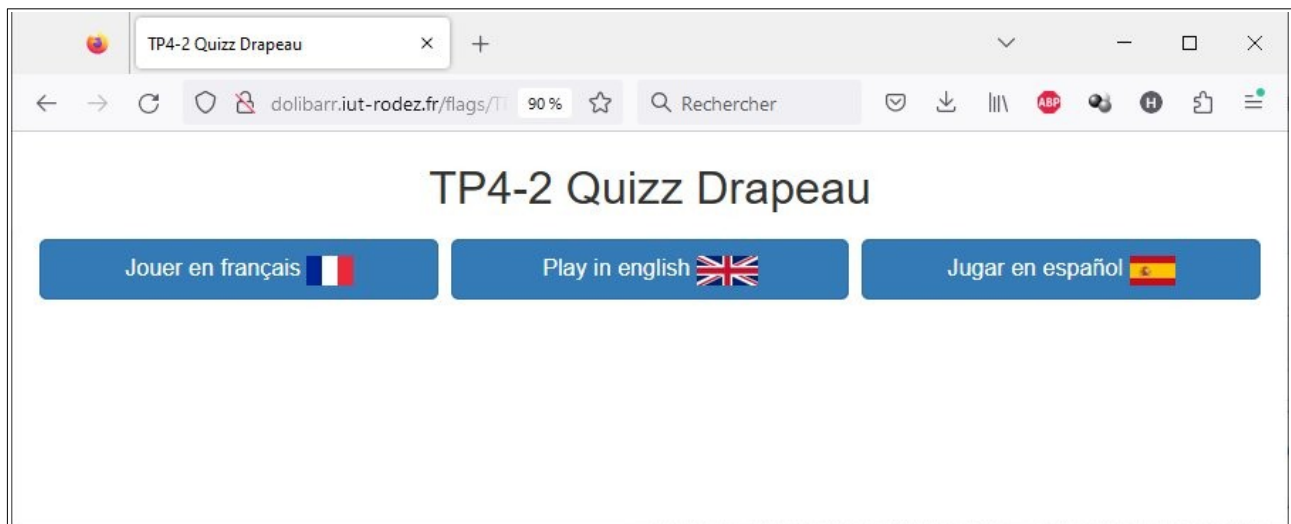 TP4-2 Quizz Drapeau
dolibarr.iut-rodez.fr/flags/ 90 % Rechercher ABP H
TP4-2 Quizz Drapeau
Jouer en français Play in english Jugar en español